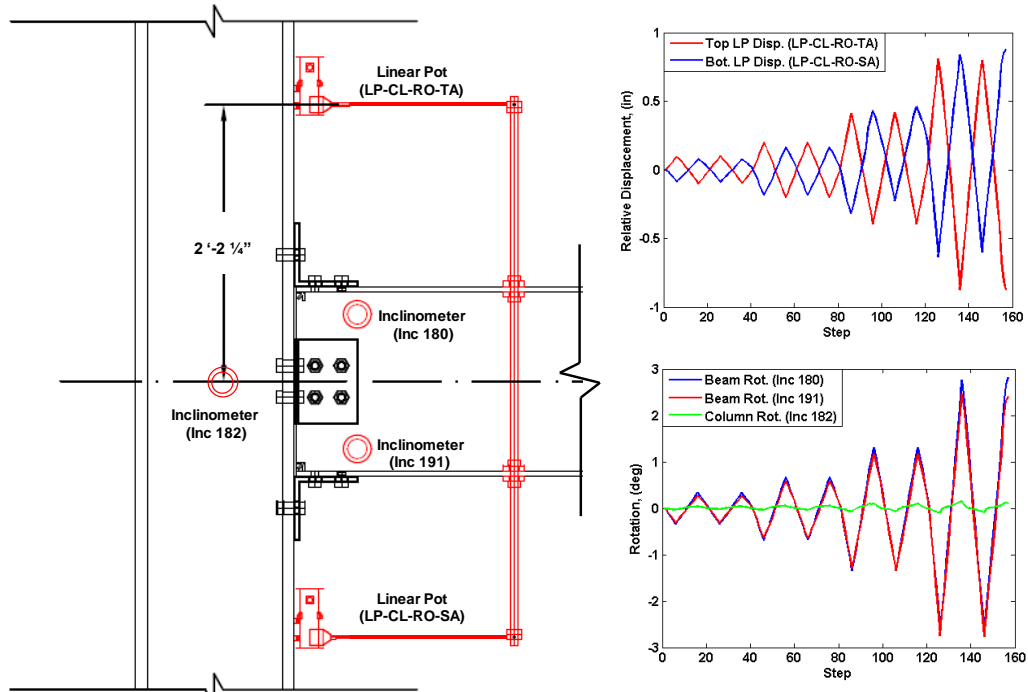 Linear Pot
(LP-CL-RO-TA)
2 ‘-2 ¼”
Inclinometer
(Inc 180)
Inclinometer
(Inc 182)
Inclinometer
(Inc 191)
Linear Pot
(LP-CL-RO-SA)
Top LP Disp. (LP-CL-RO-TA)
Bot. LP Disp. (LP-CL-RO-SA)
Relative Displacement, (in)
1
0.5
0
-0.5
-1
0 20 40 60 80 100 120 140 160
Step
Beam Rot. (Inc 180)
Beam Rot. (Inc 191)
Column Rot. (Inc 182)
Rotation, (deg)
3
2
1
0
-1
-2
-3
0 20 40 60 80 100 120 140 160
Step